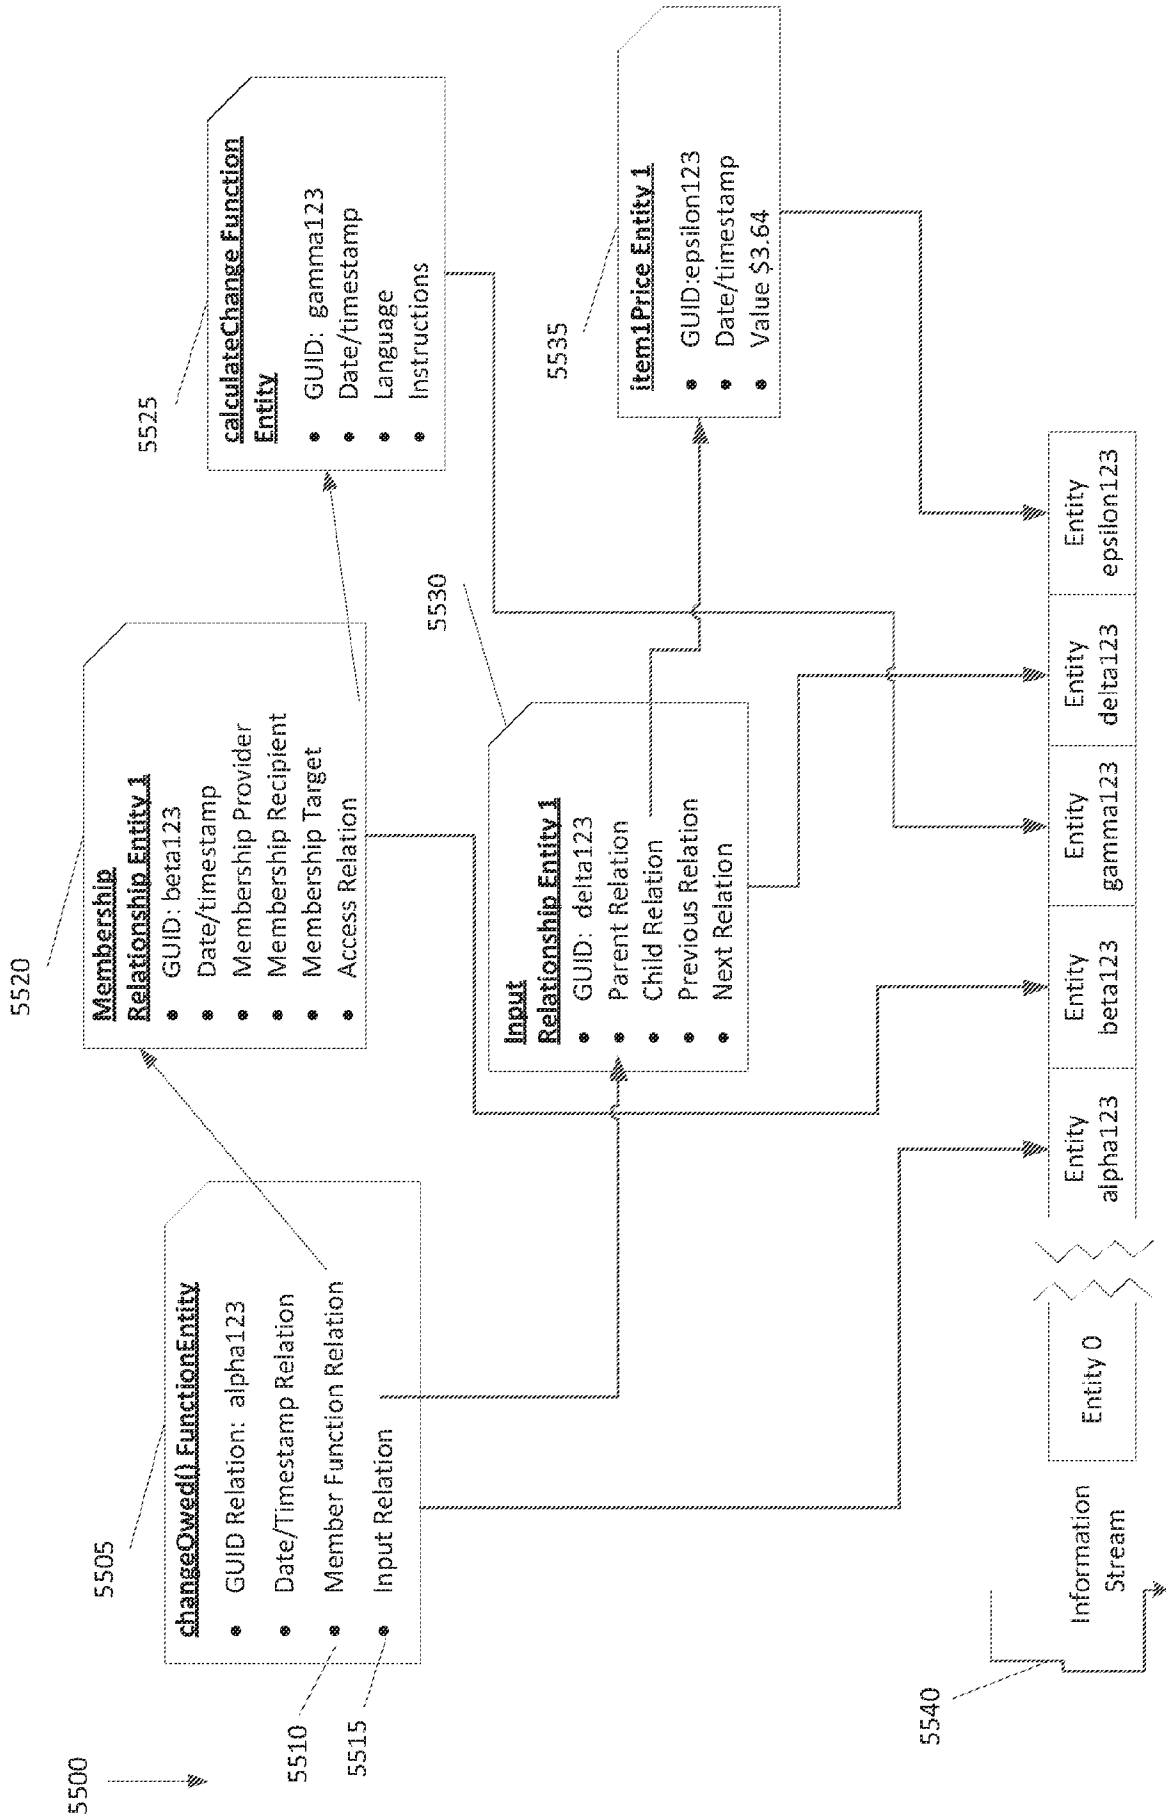 5500
5505
changeOwed() FunctionEntity
• GUID Relation: alpha123
• Date/Timestamp Relation
• Member Function Relation
• Input Relation
5510
5515
5520
Membership
Relationship Entity 1
• GUID: beta123
• Date/timestamp
• Membership Provider
• Membership Recipient
• Membership Target
• Access Relation
5525
calculateChange Function
Entity
• GUID: gamma123
• Date/timestamp
• Language
• Instructions
5530
Input
Relationship Entity 1
• GUID: delta123
• Parent Relation
• Child Relation
• Previous Relation
• Next Relation
5535
item1Price Entity 1
• GUID:epsilon123
• Date/timestamp
• Value $3.64
5540
Information
Stream
Entity 0
Entity
alpha123
Entity
beta123
Entity
gamma123
Entity
delta123
Entity
epsilon123